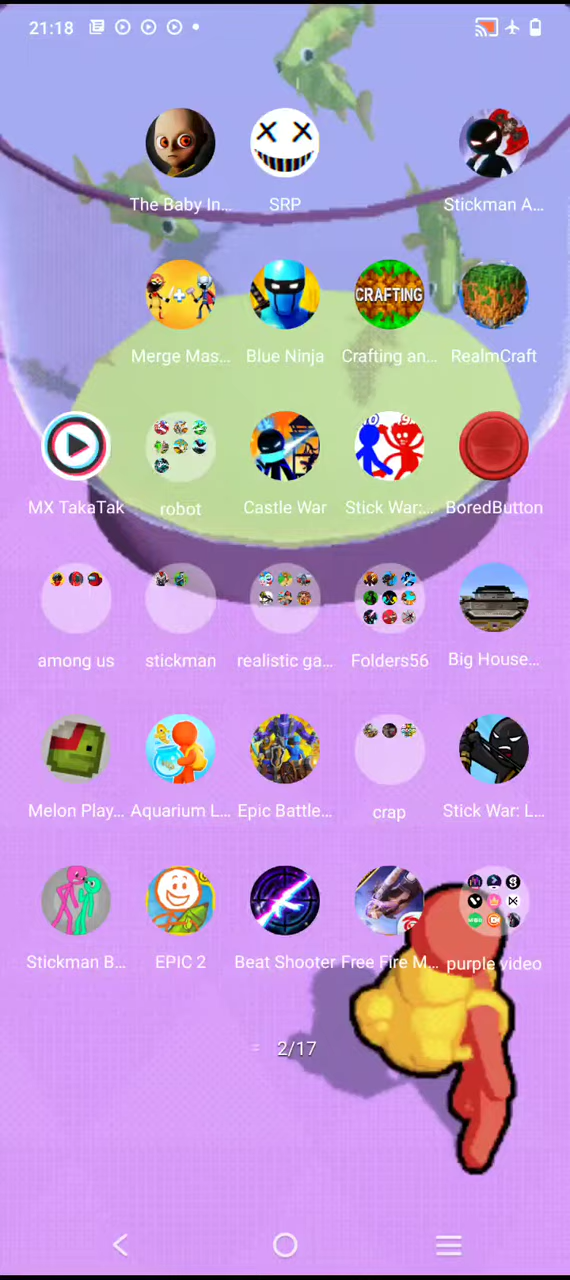 21:18
The Baby In...
SRP
Stickman A...
CRAFTING
Merge Mas...
Blue Ninja
Crafting an...
RealmCraft
MX TakaTak
robot
Castle War
Stick War:...
BoredButton
among us
stickman
realistic ga...
Folders56
Big House...
Melon Play...
Aquarium L...
Epic Battle...
crap
Stick War: L...
Stickman B...
EPIC 2
Beat Shooter
Free Fire M...
purple video
2/17